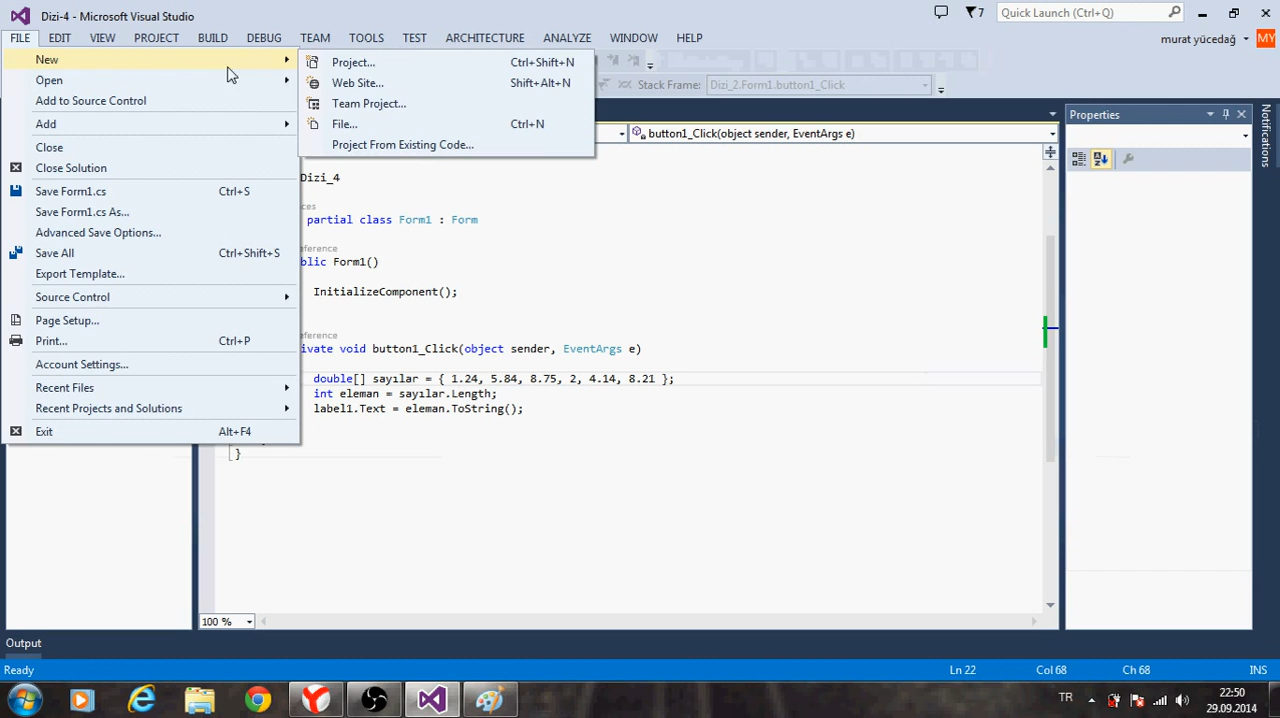 Dizi-4 - Microsoft Visual Studio
7
Quick Launch (Ctrl+Q)
FILE EDIT VIEW PROJECT BUILD DEBUG TEAM TOOLS TEST ARCHITECTURE ANALYZE WINDOW HELP
murat yücedağ MY
New
Open
Add to Source Control
Add
Close
Close Solution
Save Form1.cs Ctrl+S
Save Form1.cs As...
Advanced Save Options...
Save All Ctrl+Shift+S
Export Template...
Source Control
Page Setup...
Print... Ctrl+P
Account Settings...
Recent Files
Recent Projects and Solutions
Exit Alt+F4
Project... Ctrl+Shift+N
Web Site... Shift+Alt+N
Team Project...
File... Ctrl+N
Project From Existing Code...
Stack Frame: Dizi_2.Form1.button1_Click
button1_Click(object sender, EventArgs e)
Dizi_4
partial class Form1 : Form
Form1()
InitializeComponent();
void button1_Click(object sender, EventArgs e)
double[] sayılar = { 1.24, 5.84, 8.75, 2, 4.14, 8.21 };
int eleman = sayılar.Length;
label1.Text = eleman.ToString();
}
100 %
Properties
Notifications
Output
Ready Ln 22 Col 68 Ch 68 INS
TR
22:50
29.09.2014